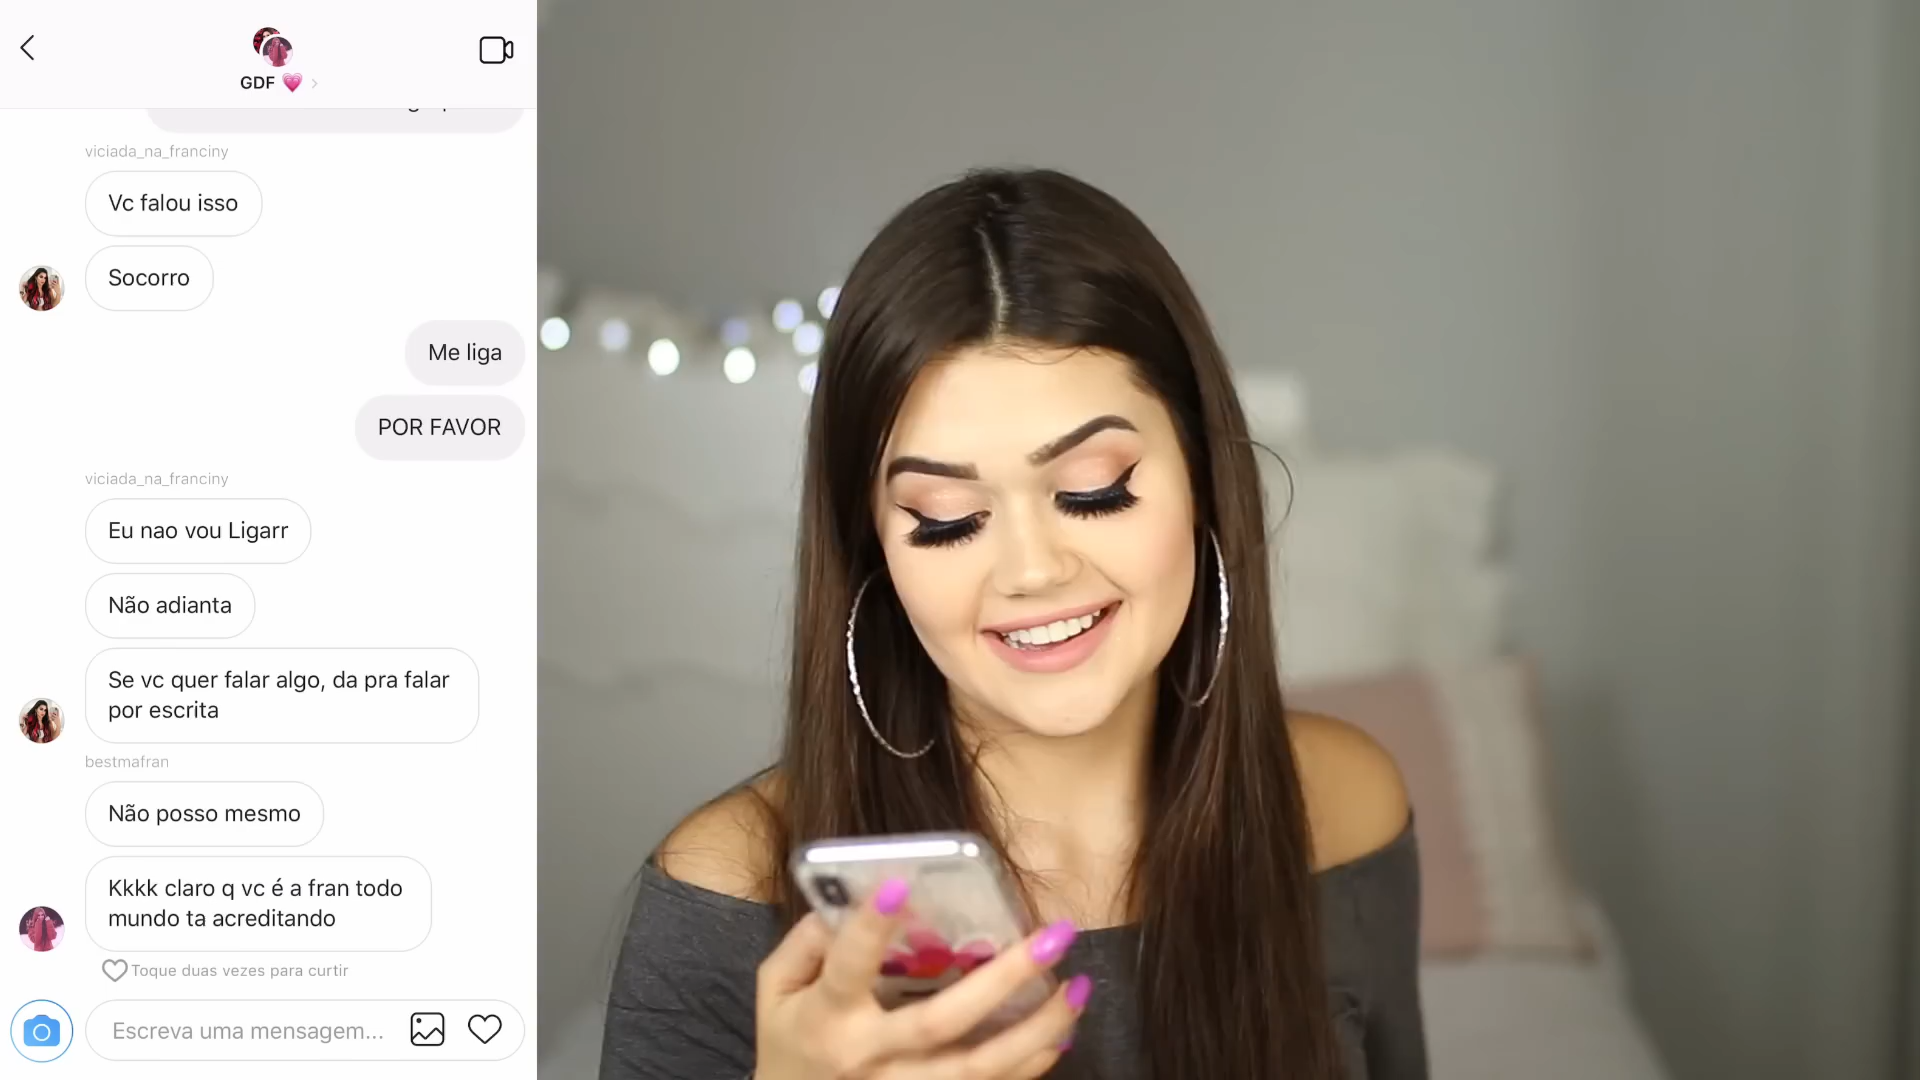 GDF
viciada_na_franciny
Vc falou isso
Socorro
Me liga
POR FAVOR
viciada_na_franciny
Eu nao vou Ligarr
Não adianta
Se vc quer falar algo, da pra falar
por escrita
bestmafran
Não posso mesmo
Kkkk claro q vc é a fran todo
mundo ta acreditando
Toque duas vezes para curtir
Escreva uma mensagem...